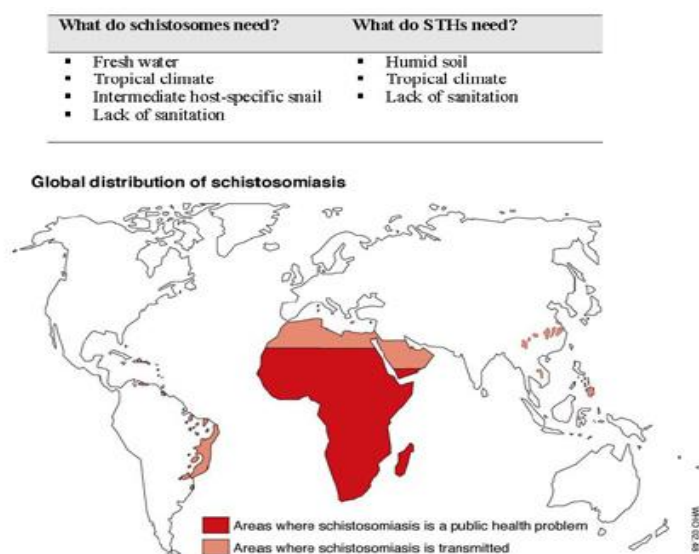 What do schistosomes need? What do STHs need?
▪ Fresh water ▪ Humid soil
▪ Tropical climate ▪ Tropical climate
▪ Intermediate host-specific snail ▪ Lack of sanitation
▪ Lack of sanitation
Global distribution of schistosomiasis
Areas where schistosomiasis is a public health problem
Areas where schistosomiasis is transmitted